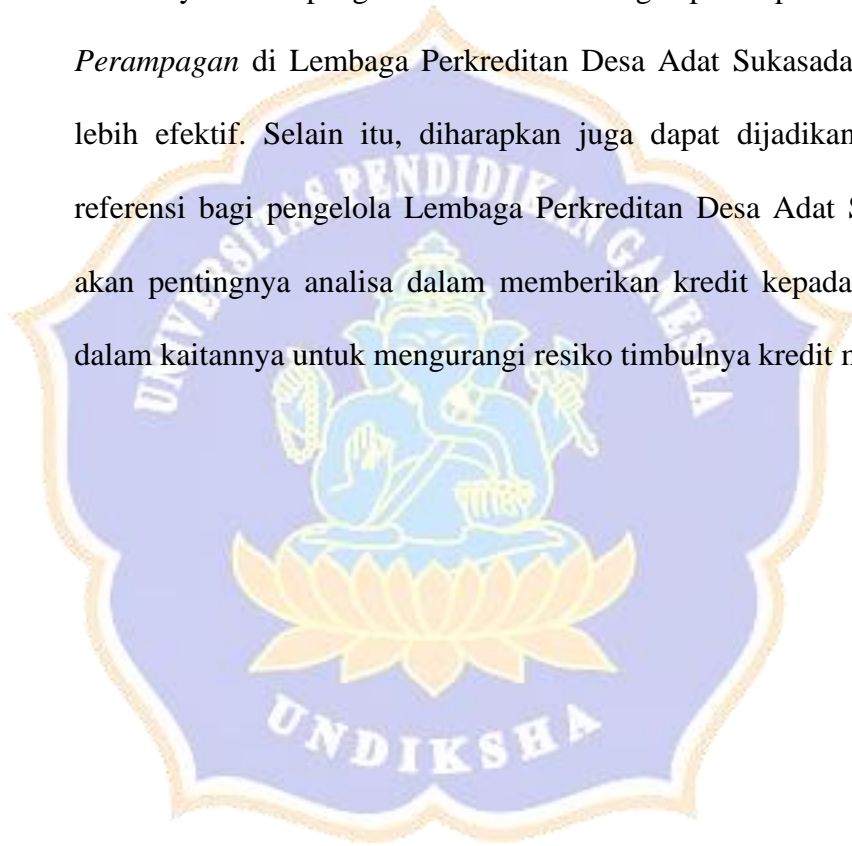 Perampagan di Lembaga Perkreditan Desa Adat Sukasada
lebih efektif. Selain itu, diharapkan juga dapat dijadikan
referensi bagi pengelola Lembaga Perkreditan Desa Adat
akan pentingnya analisa dalam memberikan kredit kepada
dalam kaitannya untuk mengurangi resiko timbulnya kredit
UNIVERSITAS PENDIDIKAN GANESHA
UNDIKSHA